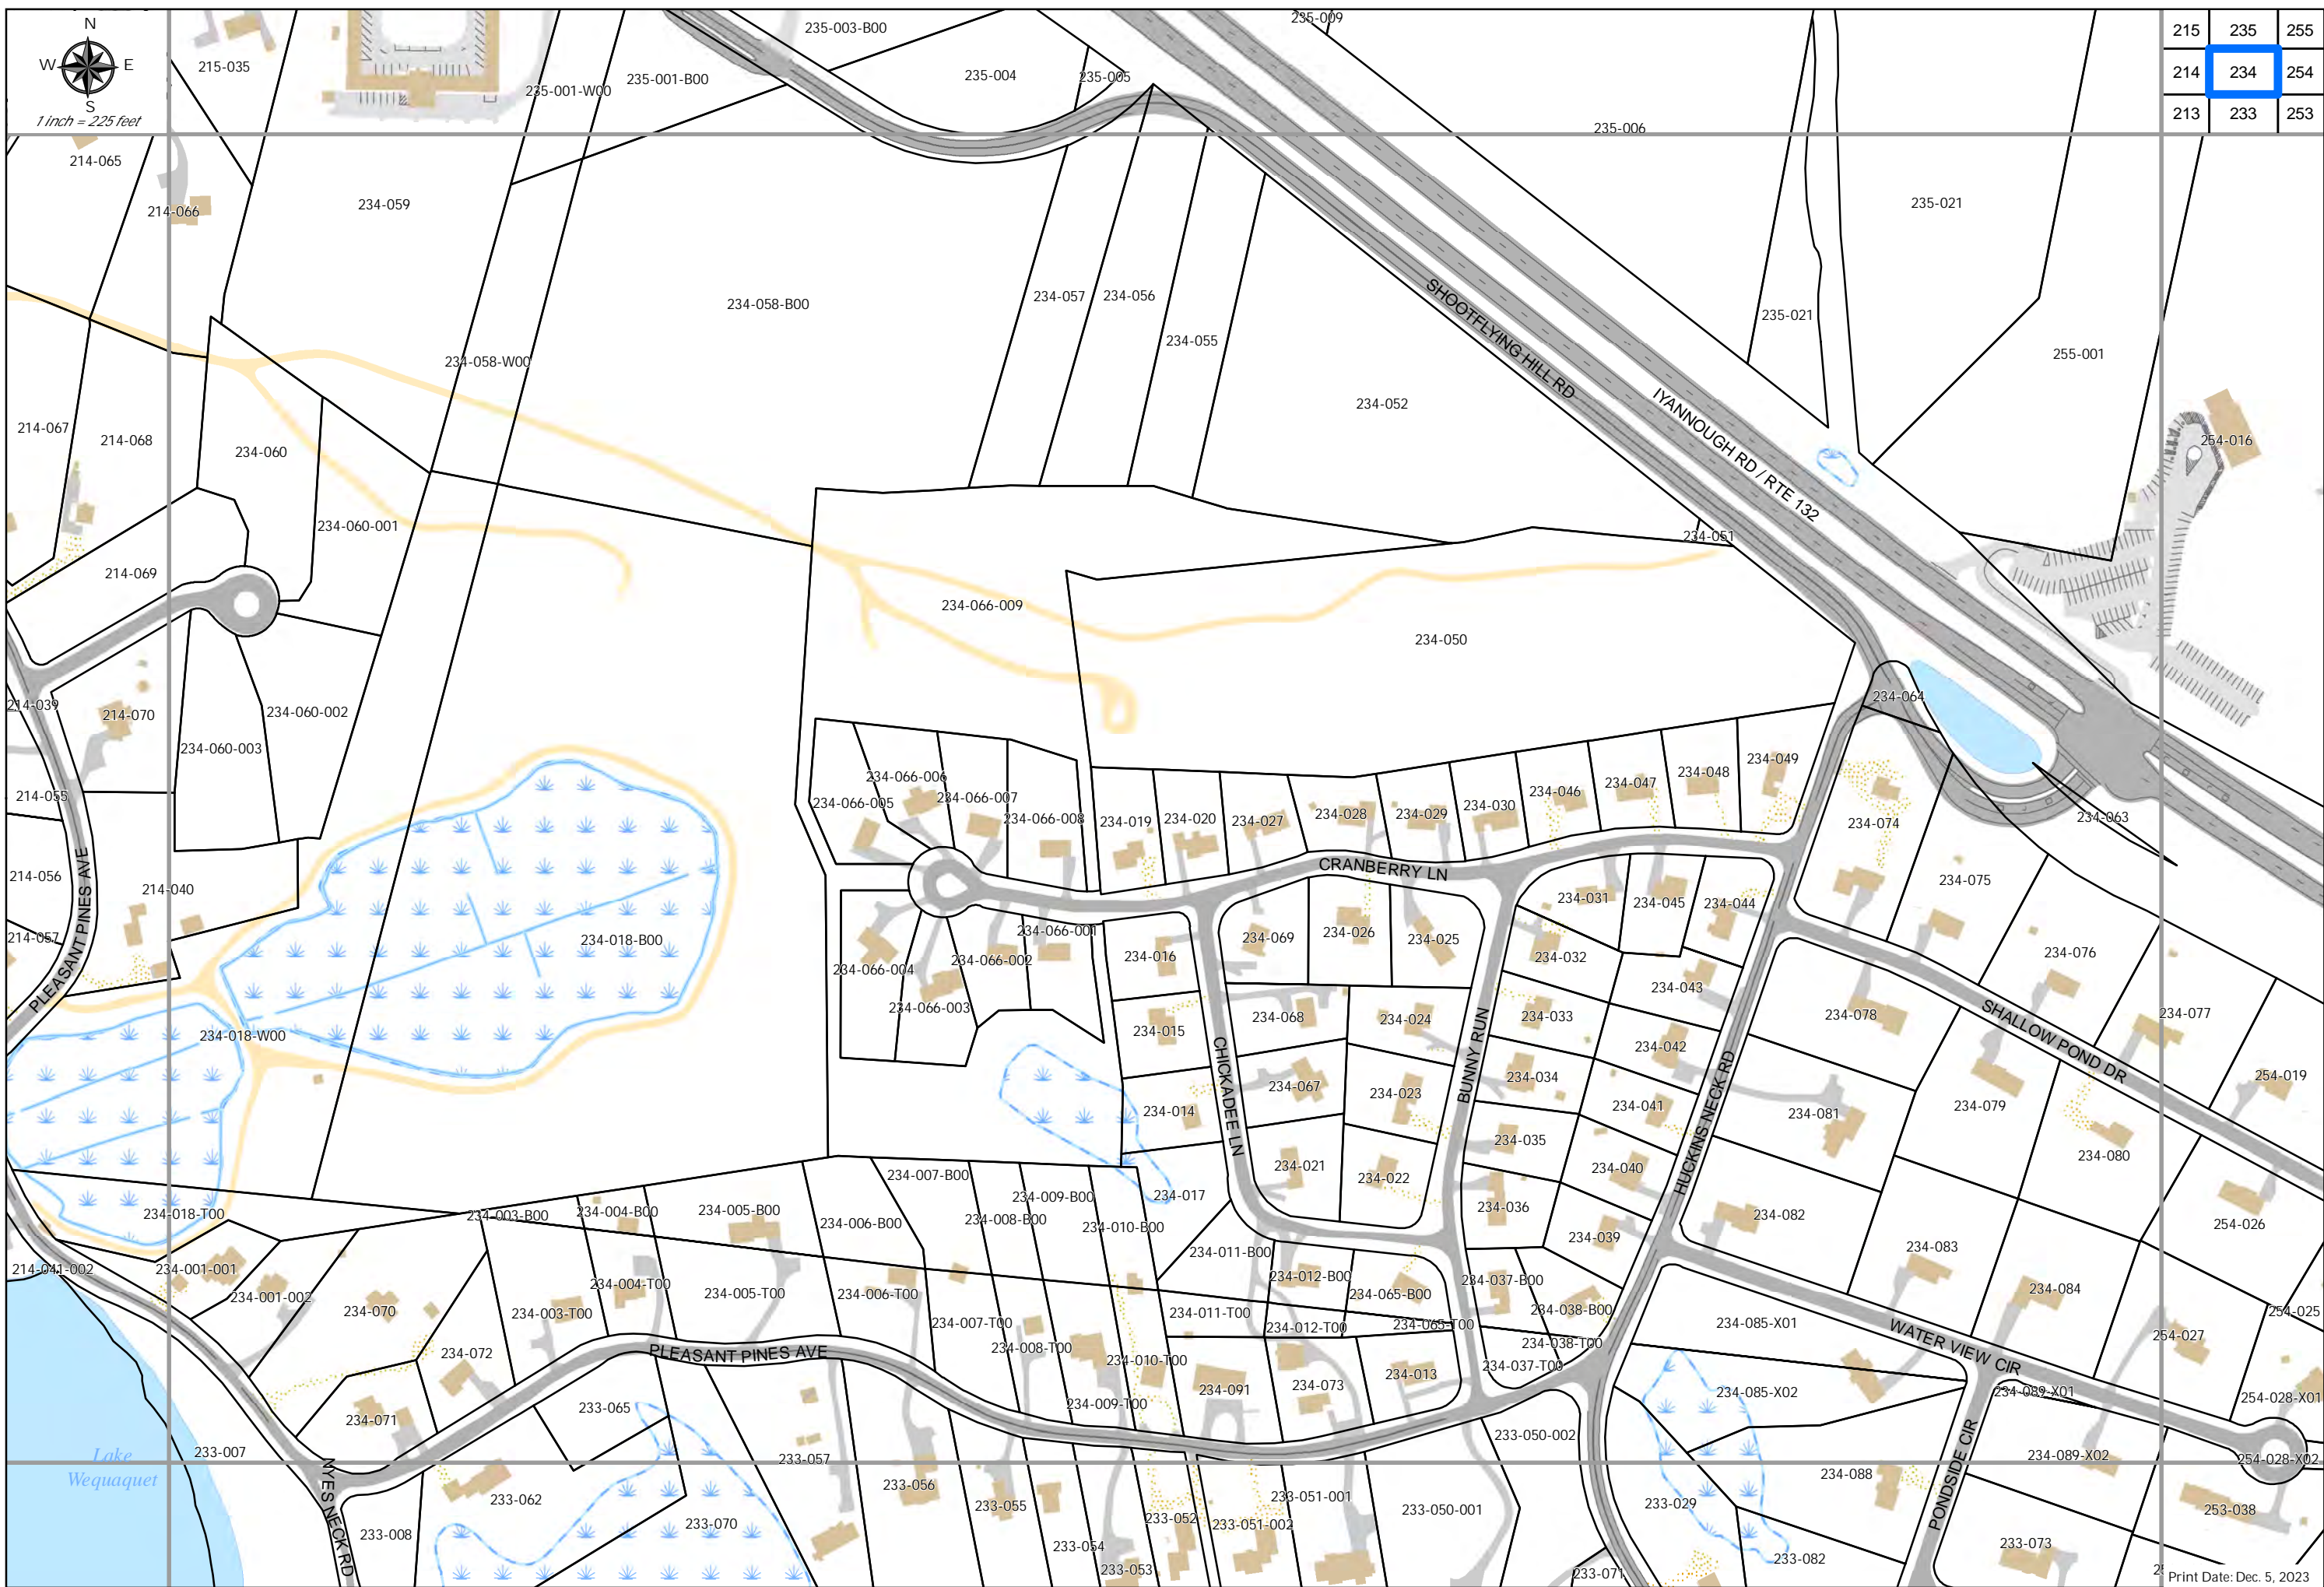 N
W E
S
1 inch = 225 feet
215 235 255
214 234 254
213 233 253
215-035
235-003-B00
235-009
235-001-W00
235-001-B00
235-004
235-005
235-006
214-065
214-066
234-059
235-021
234-058-B00
234-057
234-056
234-055
235-021
234-058-W00
255-001
SHOOTFLYING HILL RD
IYANNOUGH RD / RTE 132
234-052
214-067
214-068
234-060
254-016
234-060-001
234-051
214-069
234-066-009
234-050
214-039
214-070
234-060-002
234-064
234-060-003
234-066-006
234-066-007
234-066-005
234-066-008
234-019
234-020
234-027
234-028
234-029
234-030
234-046
234-047
234-048
234-049
214-055
234-074
234-063
CRANBERRY LN
214-056
214-040
PLEASANT PINES AVE
214-057
234-018-B00
234-066-001
234-066-002
234-066-004
234-066-003
234-016
234-069
234-026
234-025
234-031
234-045
234-044
234-075
234-032
234-076
234-043
234-018-W00
234-015
234-068
234-024
234-033
234-078
SHALLOW POND DR
234-077
234-042
CHICKADEE LN
BUNNY RUN
HUCKINS NECK RD
234-067
234-023
234-034
254-019
234-014
234-041
234-081
234-079
234-035
234-080
234-021
234-022
234-040
234-007-B00
234-009-B00
234-017
234-018-T00
234-003-B00
234-004-B00
234-005-B00
234-006-B00
234-008-B00
234-010-B00
234-036
234-082
254-026
234-039
234-083
234-011-B00
214-041-002
234-001-001
234-012-B00
234-037-B00
234-001-002
234-004-T00
234-005-T00
234-006-T00
234-065-B00
234-084
234-070
234-003-T00
234-011-T00
234-038-B00
254-025
234-007-T00
234-012-T00
234-065-T00
234-085-X01
WATER VIEW CIR
254-027
234-072
PLEASANT PINES AVE
234-008-T00
234-010-T00
234-038-T00
234-037-T00
234-091
234-073
234-013
234-085-X02
234-089-X01
254-028-X01
234-071
233-065
234-009-T00
233-007
Lake
Wequaquet
233-057
233-050-002
234-089-X02
254-028-X02
NYES NECK RD
233-062
233-056
233-055
233-051-001
234-088
PONDSIDE CIR
233-070
233-052
233-051-002
233-050-001
233-029
253-038
233-008
233-054
233-053
233-082
233-073
233-071
Print Date: Dec. 5, 2023